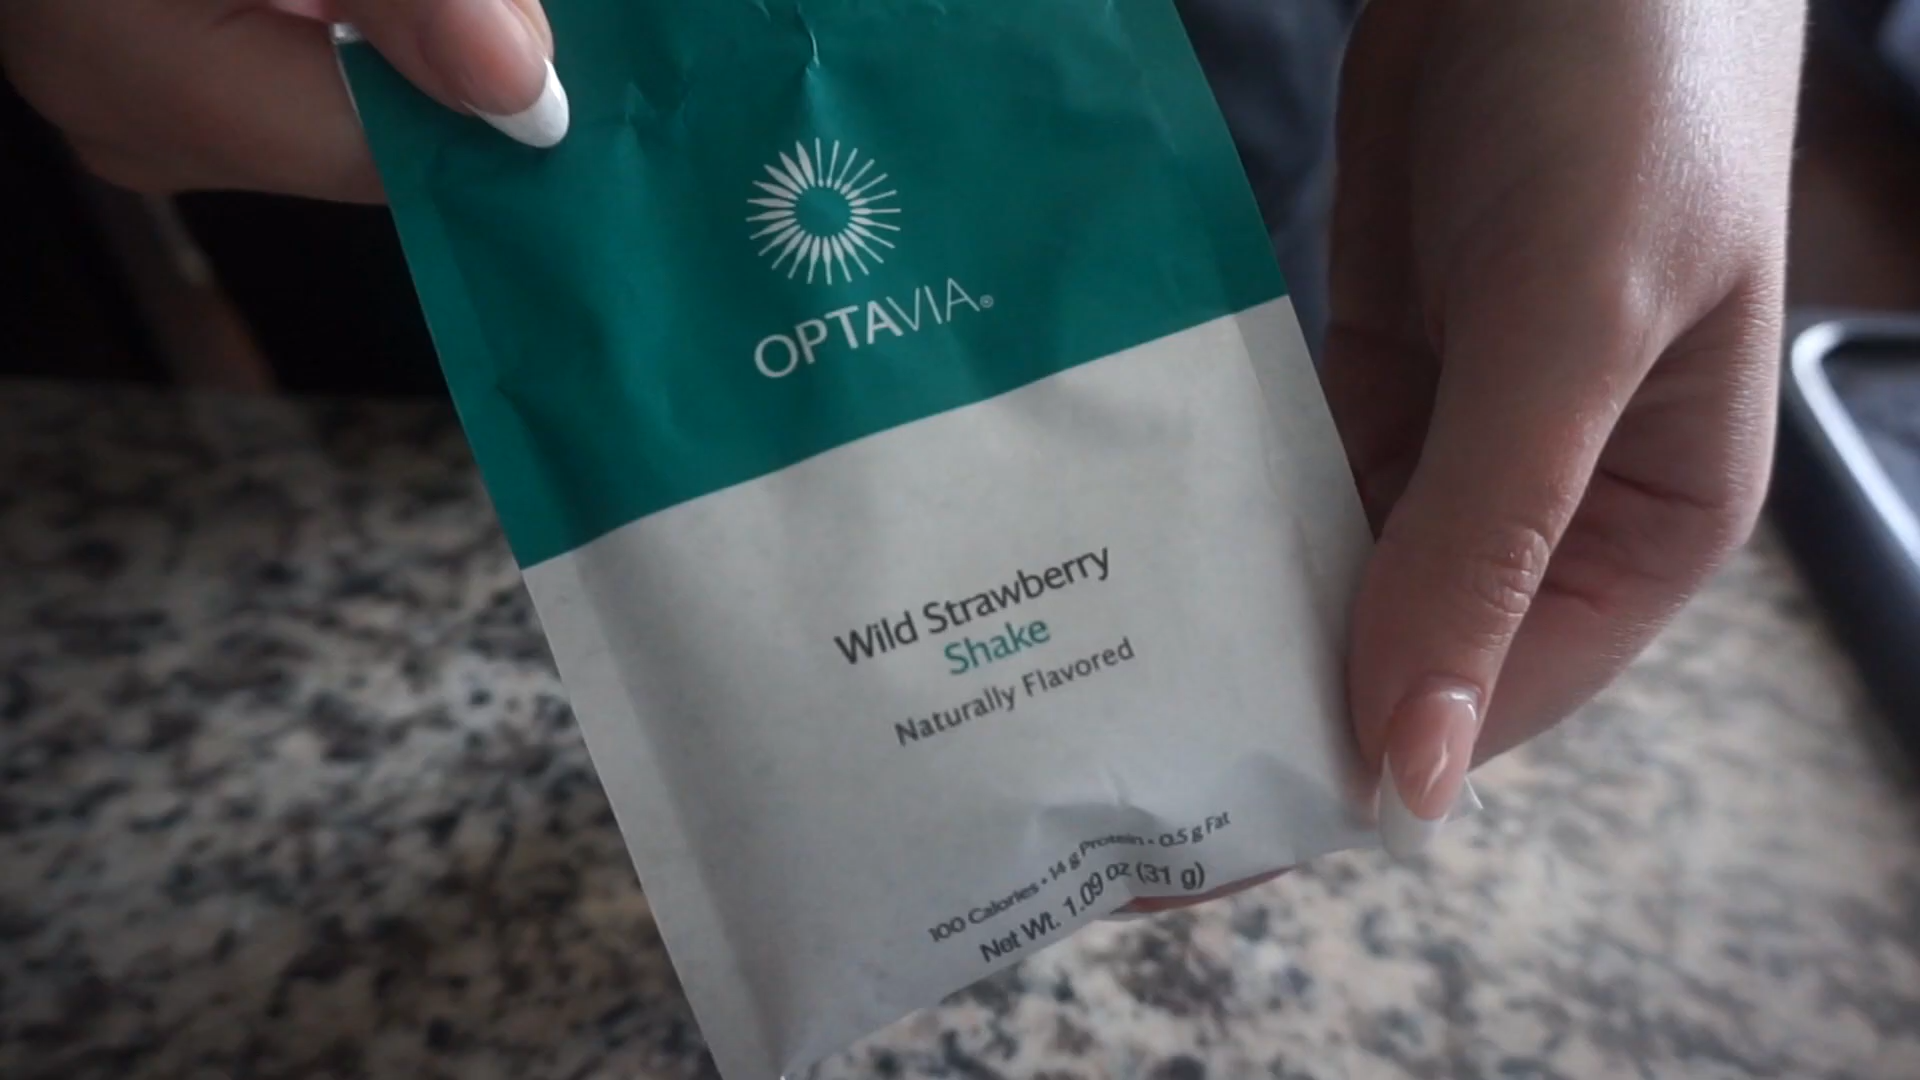 OPTAVIA®
Wild Strawberry
Shake
Naturally Flavored
100 Calories • 14 g Protein • 0.5 g Fat
Net Wt. 1.09 oz (31 g)